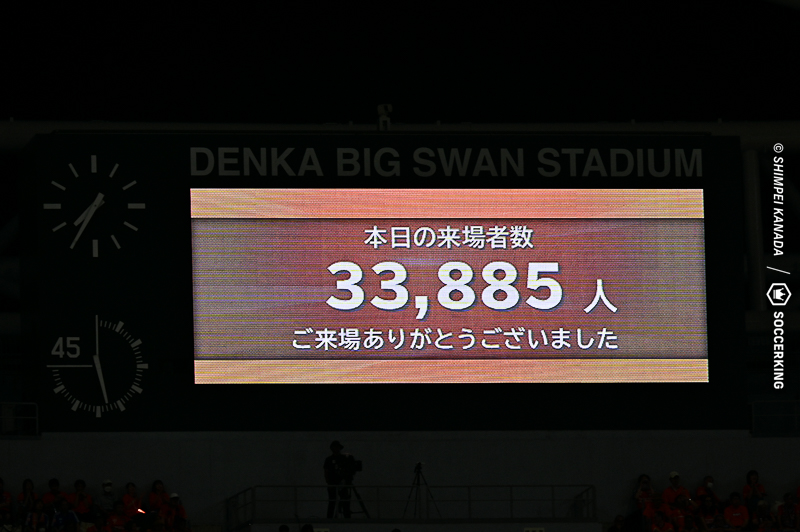 DENKA BIG SWAN STADIUM
本日の来場者数
33,885 人
ご来場ありがとうございました
45
© SHIMPEI KANADA / SOCCERKING